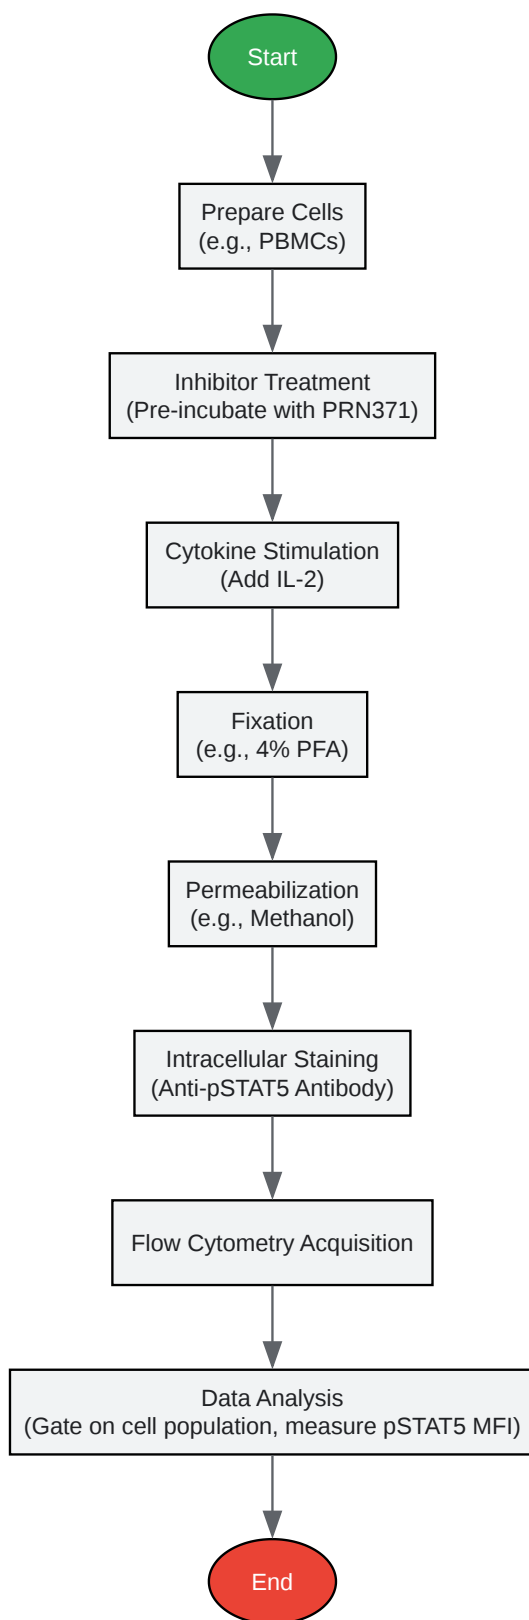 Start
Prepare Cells
(e.g., PBMCs)
Inhibitor Treatment
(Pre-incubate with PRN371)
Cytokine Stimulation
(Add IL-2)
Fixation
(e.g., 4% PFA)
Permeabilization
(e.g., Methanol)
Intracellular Staining
(Anti-pSTAT5 Antibody)
Flow Cytometry Acquisition
Data Analysis
(Gate on cell population, measure pSTAT5 MFI)
End